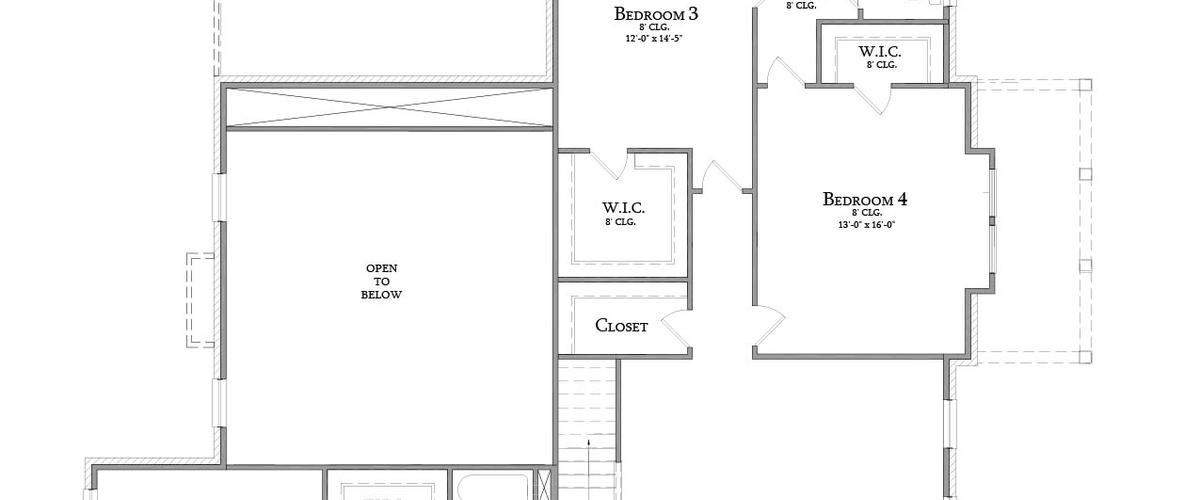 Bedroom 3
8' CLG.
12'-0" x 14'-5"
8' CLG.
W.I.C.
8' CLG.
W.I.C.
8' CLG.
Bedroom 4
8' CLG.
13'-0" x 16'-0"
OPEN
TO
BELOW
Closet